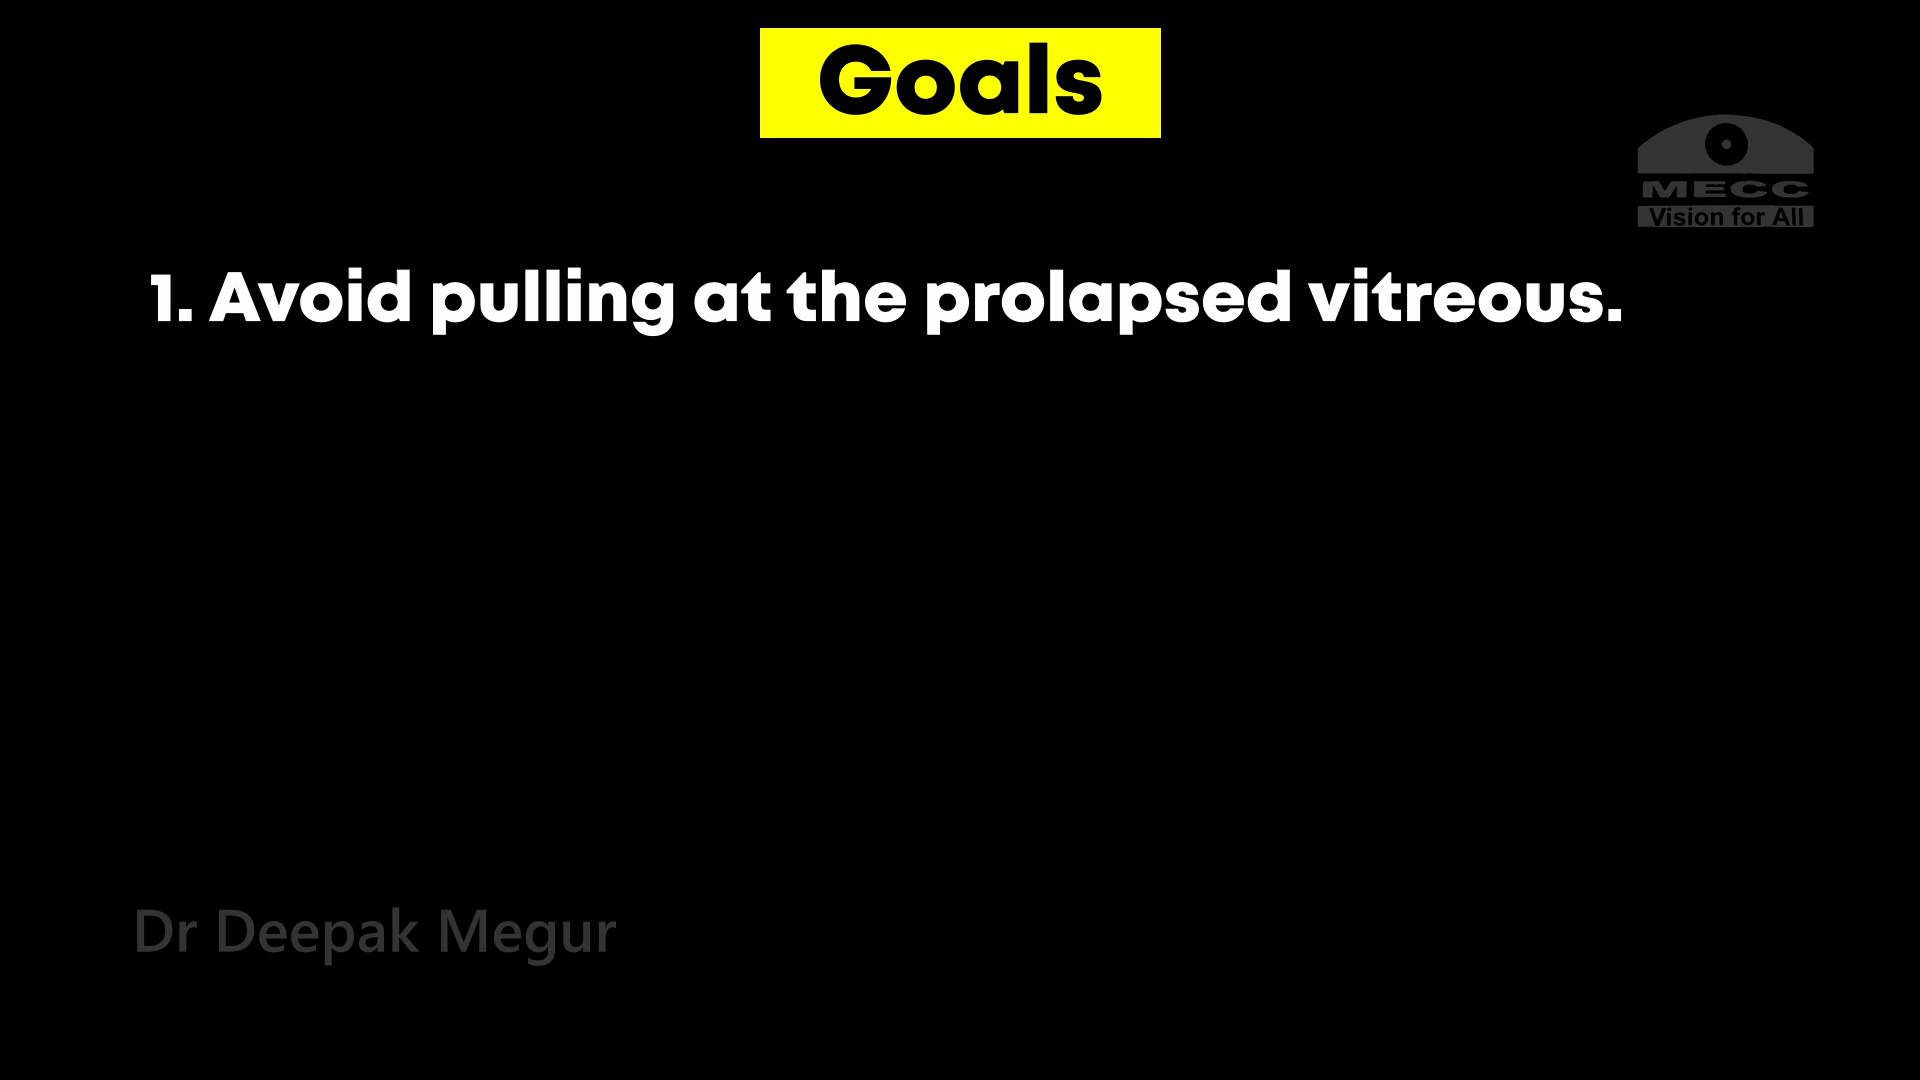 Goals
MECC
Vision for All
1. Avoid pulling at the prolapsed vitreous.
Dr Deepak Megur